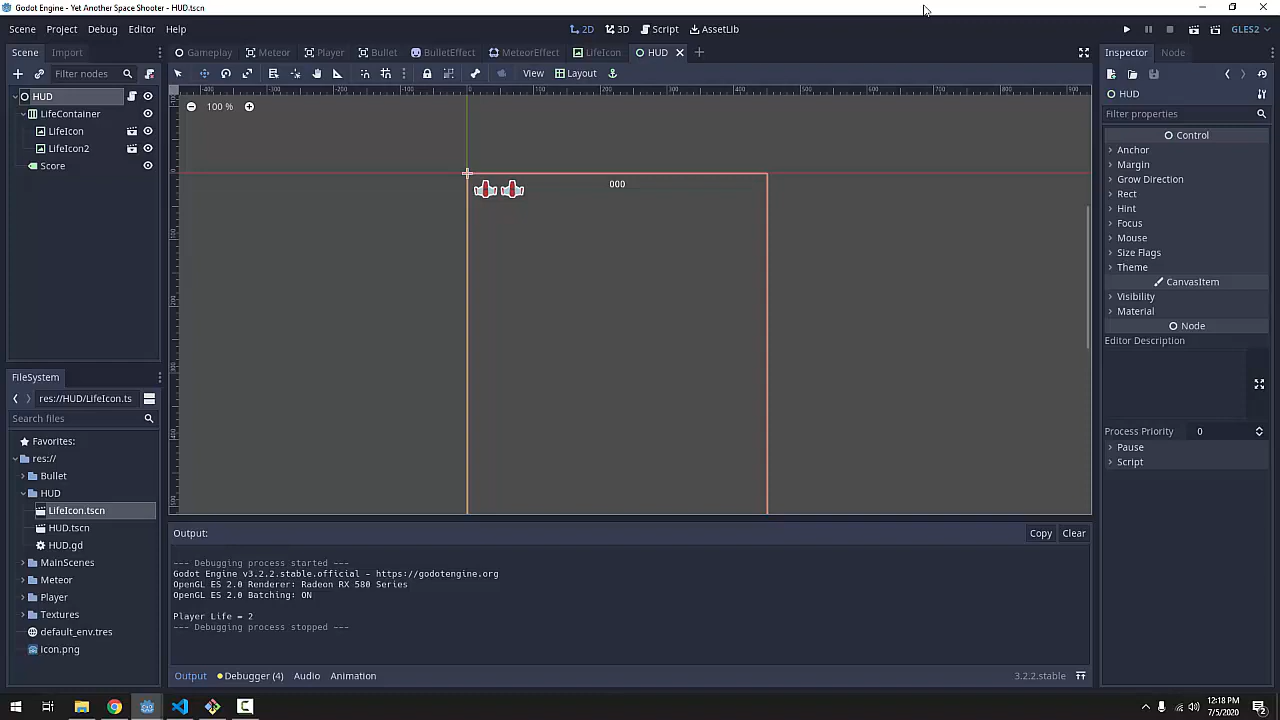 Godot Engine - Yet Another Space Shooter - HUD.tscn
Scene Project Debug Editor Help
2D 3D Script AssetLib
GLES2
Scene Import
Gameplay Meteor Player Bullet BulletEffect MeteorEffect LifeIcon HUD
Inspector Node
Filter nodes
View Layout
HUD
LifeContainer
LifeIcon
LifeIcon2
Score
100 %
000
HUD
Filter properties
Control
Anchor
Margin
Grow Direction
Rect
Hint
Focus
Mouse
Size Flags
Theme
CanvasItem
Visibility
Material
Node
Editor Description
Process Priority 0
Pause
Script
FileSystem
res://HUD/LifeIcon.ts
Search files
Favorites:
res://
Bullet
HUD
LifeIcon.tscn
HUD.tscn
HUD.gd
MainScenes
Meteor
Player
Textures
default_env.tres
icon.png
Output:
Copy Clear
--- Debugging process started ---
Godot Engine v3.2.2.stable.official - https://godotengine.org
OpenGL ES 2.0 Renderer: Radeon RX 580 Series
OpenGL ES 2.0 Batching: ON
Player Life = 2
--- Debugging process stopped ---
Output Debugger (4) Audio Animation
3.2.2.stable
12:18 PM
7/5/2020